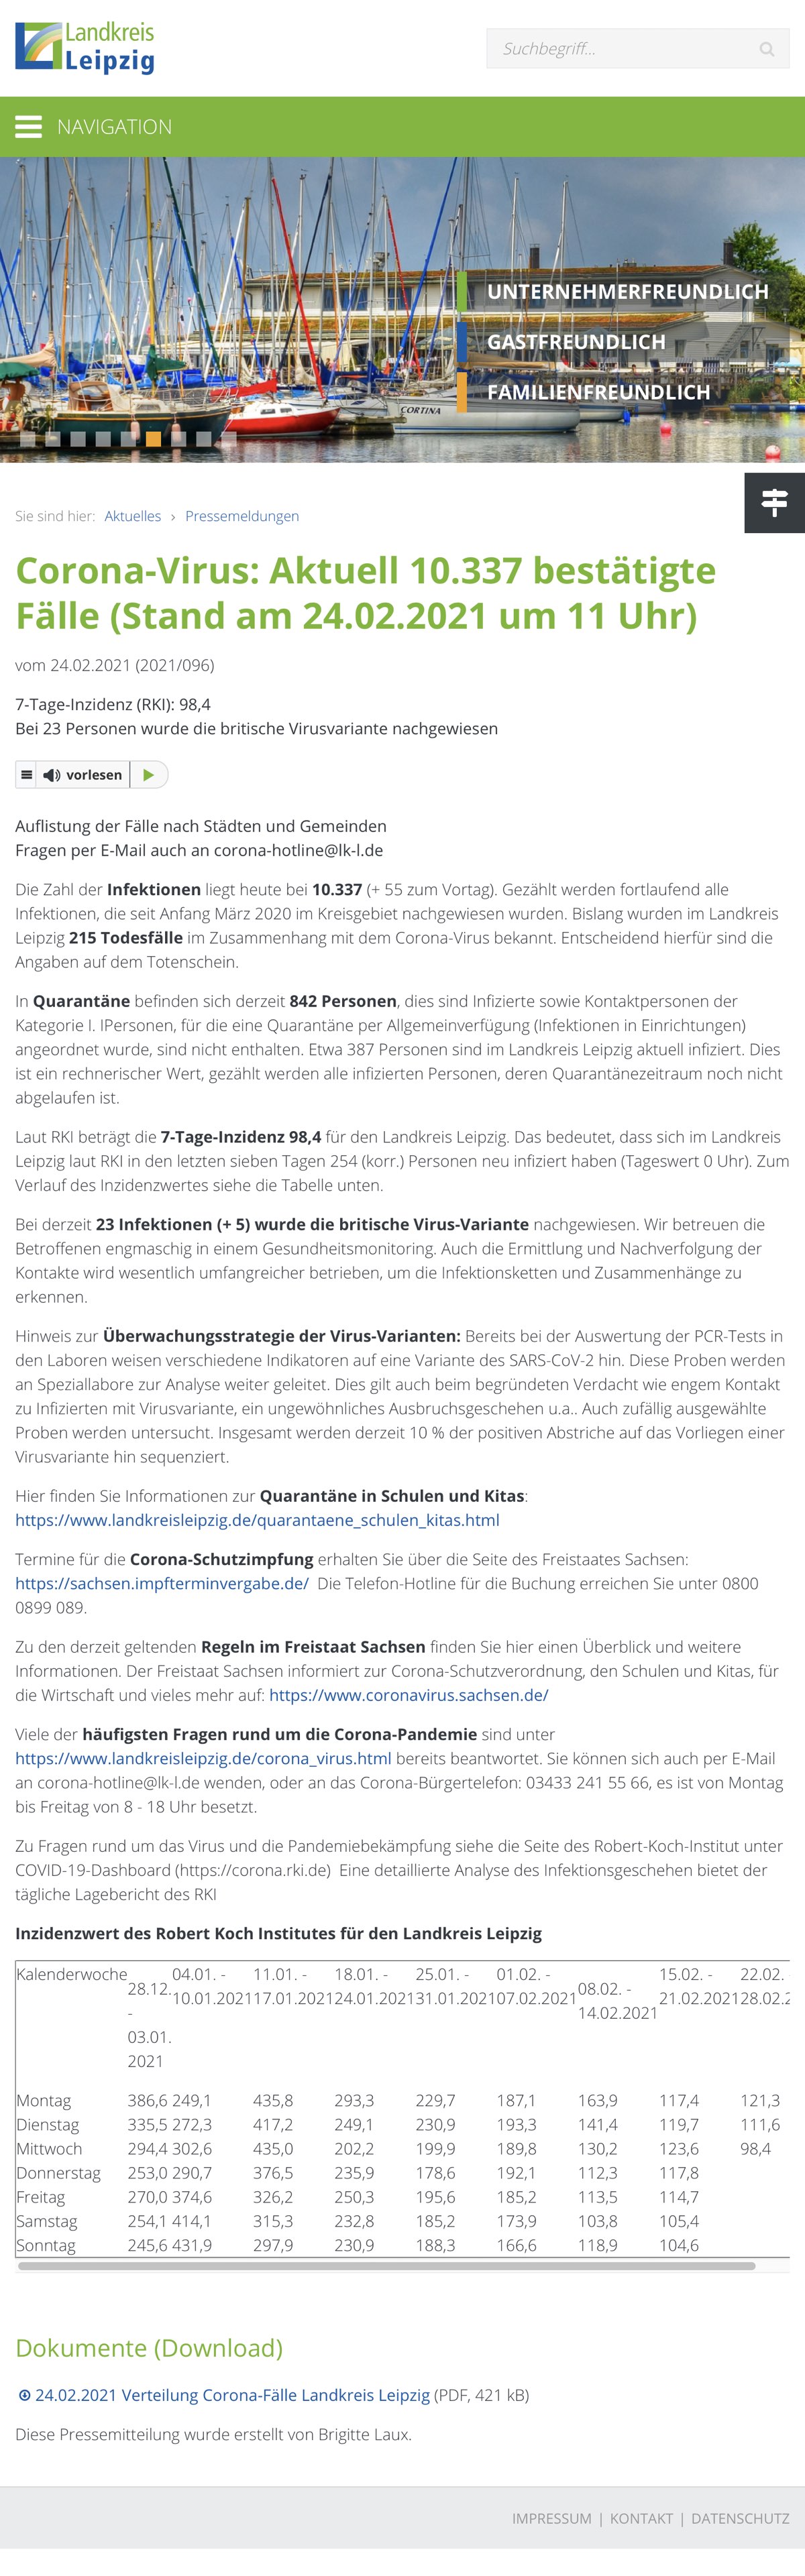 Landkreis
Leipzig
Suchbegriff...
NAVIGATION
UNTERNEHMERFREUNDLICH
GASTFREUNDLICH
FAMILIENFREUNDLICH
CORTINA
Sie sind hier: Aktuelles › Pressemeldungen
Corona-Virus: Aktuell 10.337 bestätigte
Fälle (Stand am 24.02.2021 um 11 Uhr)
vom 24.02.2021 (2021/096)
7-Tage-Inzidenz (RKI): 98,4
Bei 23 Personen wurde die britische Virusvariante nachgewiesen
vorlesen
Auflistung der Fälle nach Städten und Gemeinden
Fragen per E-Mail auch an corona-hotline@lk-l.de
Die Zahl der Infektionen liegt heute bei 10.337 (+ 55 zum Vortag). Gezählt werden fortlaufend alle
Infektionen, die seit Anfang März 2020 im Kreisgebiet nachgewiesen wurden. Bislang wurden im Landkreis
Leipzig 215 Todesfälle im Zusammenhang mit dem Corona-Virus bekannt. Entscheidend hierfür sind die
Angaben auf dem Totenschein.
In Quarantäne befinden sich derzeit 842 Personen, dies sind Infizierte sowie Kontaktpersonen der
Kategorie I. IPersonen, für die eine Quarantäne per Allgemeinverfügung (Infektionen in Einrichtungen)
angeordnet wurde, sind nicht enthalten. Etwa 387 Personen sind im Landkreis Leipzig aktuell infiziert. Dies
ist ein rechnerischer Wert, gezählt werden alle infizierten Personen, deren Quarantänezeitraum noch nicht
abgelaufen ist.
Laut RKI beträgt die 7-Tage-Inzidenz 98,4 für den Landkreis Leipzig. Das bedeutet, dass sich im Landkreis
Leipzig laut RKI in den letzten sieben Tagen 254 (korr.) Personen neu infiziert haben (Tageswert 0 Uhr). Zum
Verlauf des Inzidenzwertes siehe die Tabelle unten.
Bei derzeit 23 Infektionen (+ 5) wurde die britische Virus-Variante nachgewiesen. Wir betreuen die
Betroffenen engmaschig in einem Gesundheitsmonitoring. Auch die Ermittlung und Nachverfolgung der
Kontakte wird wesentlich umfangreicher betrieben, um die Infektionsketten und Zusammenhänge zu
erkennen.
Hinweis zur Überwachungsstrategie der Virus-Varianten: Bereits bei der Auswertung der PCR-Tests in
den Laboren weisen verschiedene Indikatoren auf eine Variante des SARS-CoV-2 hin. Diese Proben werden
an Speziallabore zur Analyse weiter geleitet. Dies gilt auch beim begründeten Verdacht wie engem Kontakt
zu Infizierten mit Virusvariante, ein ungewöhnliches Ausbruchsgeschehen u.a.. Auch zufällig ausgewählte
Proben werden untersucht. Insgesamt werden derzeit 10 % der positiven Abstriche auf das Vorliegen einer
Virusvariante hin sequenziert.
Hier finden Sie Informationen zur Quarantäne in Schulen und Kitas:
https://www.landkreisleipzig.de/quarantaene_schulen_kitas.html
Termine für die Corona-Schutzimpfung erhalten Sie über die Seite des Freistaates Sachsen:
https://sachsen.impfterminvergabe.de/ Die Telefon-Hotline für die Buchung erreichen Sie unter 0800
0899 089.
Zu den derzeit geltenden Regeln im Freistaat Sachsen finden Sie hier einen Überblick und weitere
Informationen. Der Freistaat Sachsen informiert zur Corona-Schutzverordnung, den Schulen und Kitas, für
die Wirtschaft und vieles mehr auf: https://www.coronavirus.sachsen.de/
Viele der häufigsten Fragen rund um die Corona-Pandemie sind unter
https://www.landkreisleipzig.de/corona_virus.html bereits beantwortet. Sie können sich auch per E-Mail
an corona-hotline@lk-l.de wenden, oder an das Corona-Bürgertelefon: 03433 241 55 66, es ist von Montag
bis Freitag von 8 - 18 Uhr besetzt.
Zu Fragen rund um das Virus und die Pandemiebekämpfung siehe die Seite des Robert-Koch-Institut unter
COVID-19-Dashboard (https://corona.rki.de) Eine detaillierte Analyse des Infektionsgeschehen bietet der
tägliche Lagebericht des RKI
Inzidenzwert des Robert Koch Institutes für den Landkreis Leipzig
Kalenderwoche 28.12. - 03.01. 2021 04.01. - 10.01.2021 11.01. - 17.01.2021 18.01. - 24.01.2021 25.01. - 31.01.2021 01.02. - 07.02.2021 08.02. - 14.02.2021 15.02. - 21.02.2021 22.02. - 28.02.2
Montag 386,6 249,1 435,8 293,3 229,7 187,1 163,9 117,4 121,3
Dienstag 335,5 272,3 417,2 249,1 230,9 193,3 141,4 119,7 111,6
Mittwoch 294,4 302,6 435,0 202,2 199,9 189,8 130,2 123,6 98,4
Donnerstag 253,0 290,7 376,5 235,9 178,6 192,1 112,3 117,8
Freitag 270,0 374,6 326,2 250,3 195,6 185,2 113,5 114,7
Samstag 254,1 414,1 315,3 232,8 185,2 173,9 103,8 105,4
Sonntag 245,6 431,9 297,9 230,9 188,3 166,6 118,9 104,6
Dokumente (Download)
24.02.2021 Verteilung Corona-Fälle Landkreis Leipzig (PDF, 421 kB)
Diese Pressemitteilung wurde erstellt von Brigitte Laux.
IMPRESSUM | KONTAKT | DATENSCHUTZ